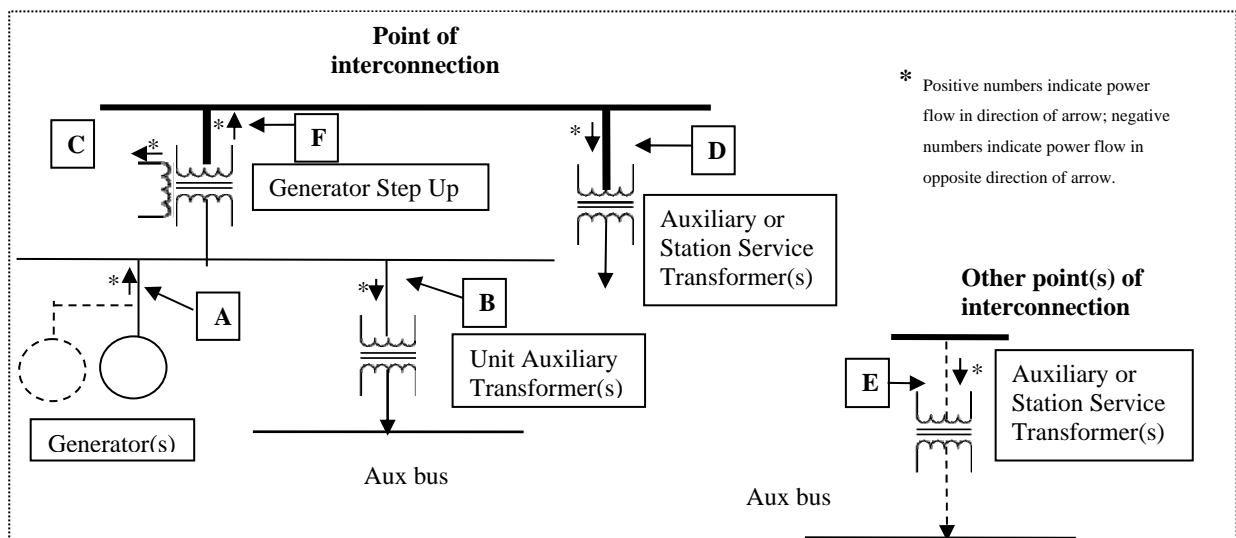 Point of
interconnection
* Positive numbers indicate power
flow in direction of arrow; negative
numbers indicate power flow in
opposite direction of arrow.
C
*
*
F
*
D
Generator Step Up
Auxiliary or
Station Service
Transformer(s)
*
A
*
B
Other point(s) of
interconnection
Unit Auxiliary
Transformer(s)
E
*
Auxiliary or
Station Service
Transformer(s)
Generator(s)
Aux bus
Aux bus